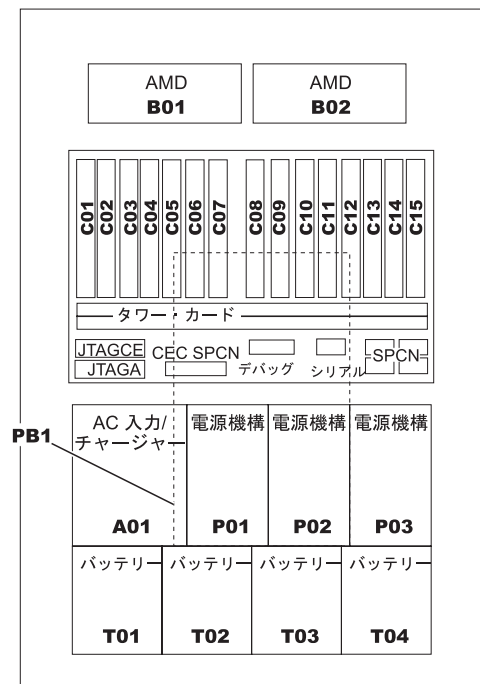 AMD
B01
AMD
B02
C01
C02
C03
C04
C05
C06
C07
C08
C09
C10
C11
C12
C13
C14
C15
タワー・カード
JTAGCE
JTAGA
CEC SPCN
デバッグ
シリアル
SPCN
PB1
AC 入力/
チャージャー
A01
電源機構
P01
電源機構
P02
電源機構
P03
バッテリー
T01
バッテリー
T02
バッテリー
T03
バッテリー
T04